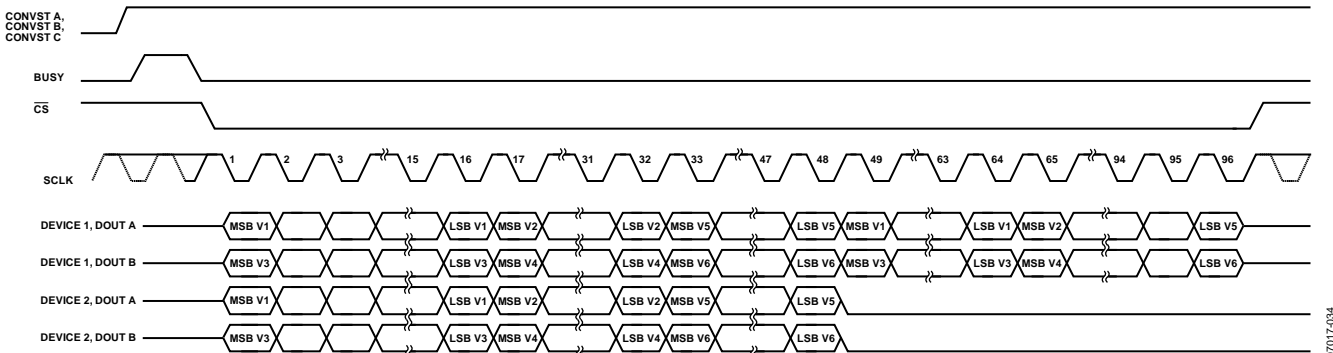 CONVST A,
CONVST B,
CONVST C
BUSY
CS
SCLK
1 2 3 15 16 17 31 32 33 47 48 49 63 64 65 94 95 96
DEVICE 1, DOUT A MSB V1 LSB V1 MSB V2 LSB V2 MSB V5 LSB V5 MSB V1 LSB V1 MSB V2 LSB V5
DEVICE 1, DOUT B MSB V3 LSB V3 MSB V4 LSB V4 MSB V6 LSB V6 MSB V3 LSB V3 MSB V4 LSB V6
DEVICE 2, DOUT A MSB V1 LSB V1 MSB V2 LSB V2 MSB V5 LSB V5
DEVICE 2, DOUT B MSB V3 LSB V3 MSB V4 LSB V4 MSB V6 LSB V6
7017-034